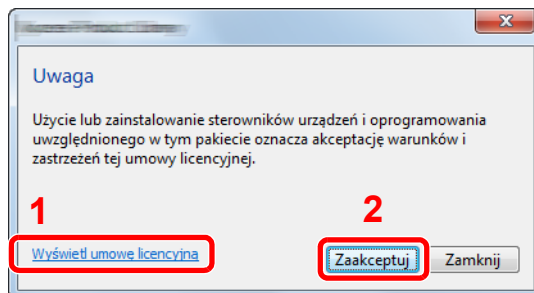 Uwaga
Użycie lub zainstalowanie sterowników urządzeń i oprogramowania
uwzględnionego w tym pakiecie oznacza akceptację warunków i
zastrzeżeń tej umowy licencyjnej.
1
2
Wyświetl umowę licencyjną
Zaakceptuj
Zamknij